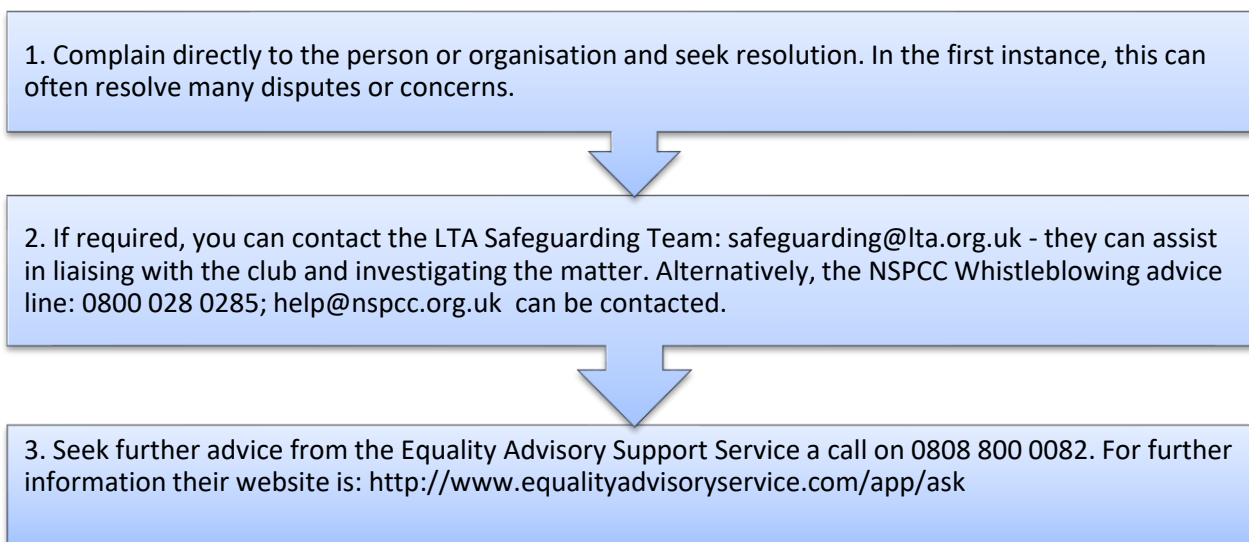 1. Complain directly to the person or organisation and seek resolution. In the first instance, this can
often resolve many disputes or concerns.
2. If required, you can contact the LTA Safeguarding Team: safeguarding@lta.org.uk - they can assist
in liaising with the club and investigating the matter. Alternatively, the NSPCC Whistleblowing advice
line: 0800 028 0285; help@nspcc.org.uk can be contacted.
3. Seek further advice from the Equality Advisory Support Service a call on 0808 800 0082. For further
information their website is: http://www.equalityadvisoryservice.com/app/ask